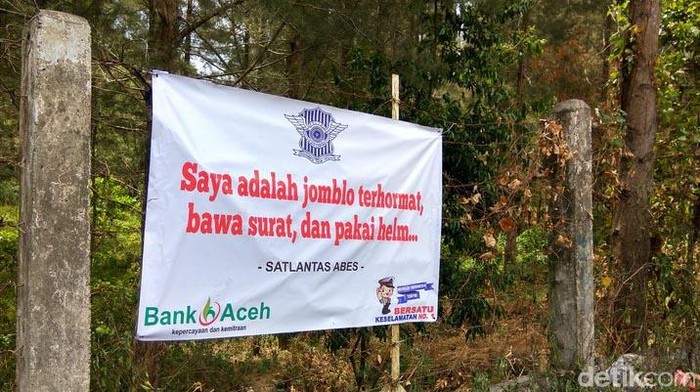 Saya adalah jomblo terhormat,
bawa surat, dan pakai helm...
- SATLANTAS ABES -
Bank Aceh
kepercayaan dan kemitraan
BERSATU
KESELAMATAN NO. 1
detikcom